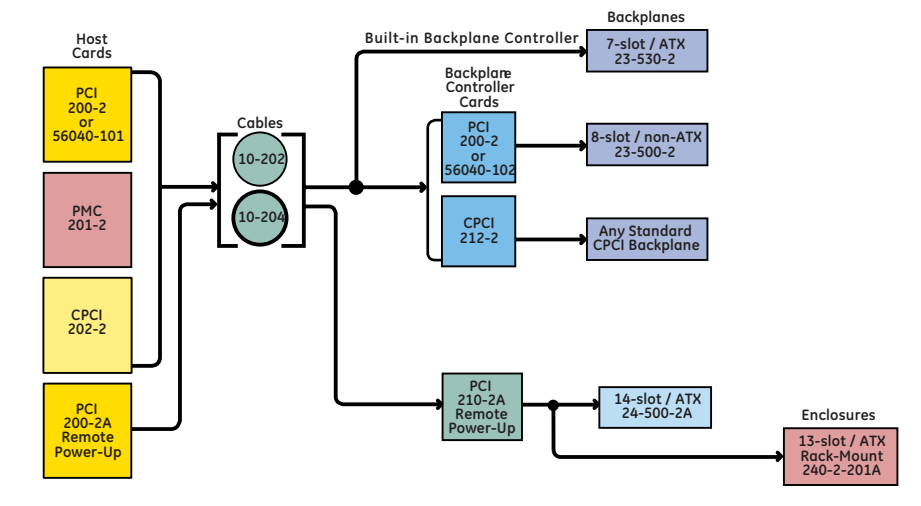 Host
Cards
PCI
200-2
or
56040-101
PMC
201-2
CPCI
202-2
PCI
200-2A
Remote
Power-Up
Cables
10-202
10-204
Built-in Backplane Controller
Backplane
Controller
Cards
PCI
200-2
or
56040-102
CPCI
212-2
PCI
210-2A
Remote
Power-Up
Backplanes
7-slot / ATX
23-530-2
8-slot / non-ATX
23-500-2
Any Standard
CPCI Backplane
14-slot / ATX
24-500-2A
Enclosures
13-slot / ATX
Rack-Mount
240-2-201A